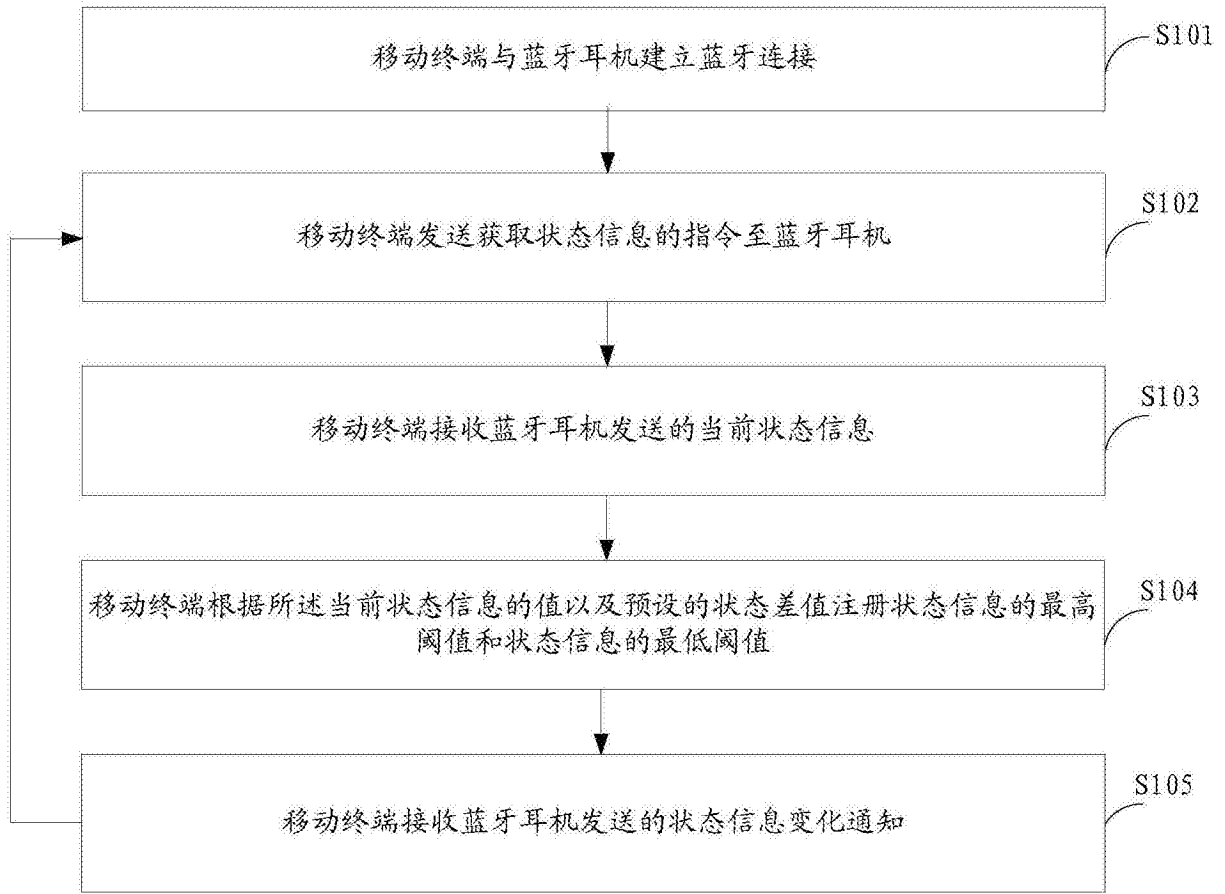 移动终端与蓝牙耳机建立蓝牙连接
S101
移动终端发送获取状态信息的指令至蓝牙耳机
S102
移动终端接收蓝牙耳机发送的当前状态信息
S103
移动终端根据所述当前状态信息的值以及预设的状态差值注册状态信息的最高
阈值和状态信息的最低阈值
S104
移动终端接收蓝牙耳机发送的状态信息变化通知
S105